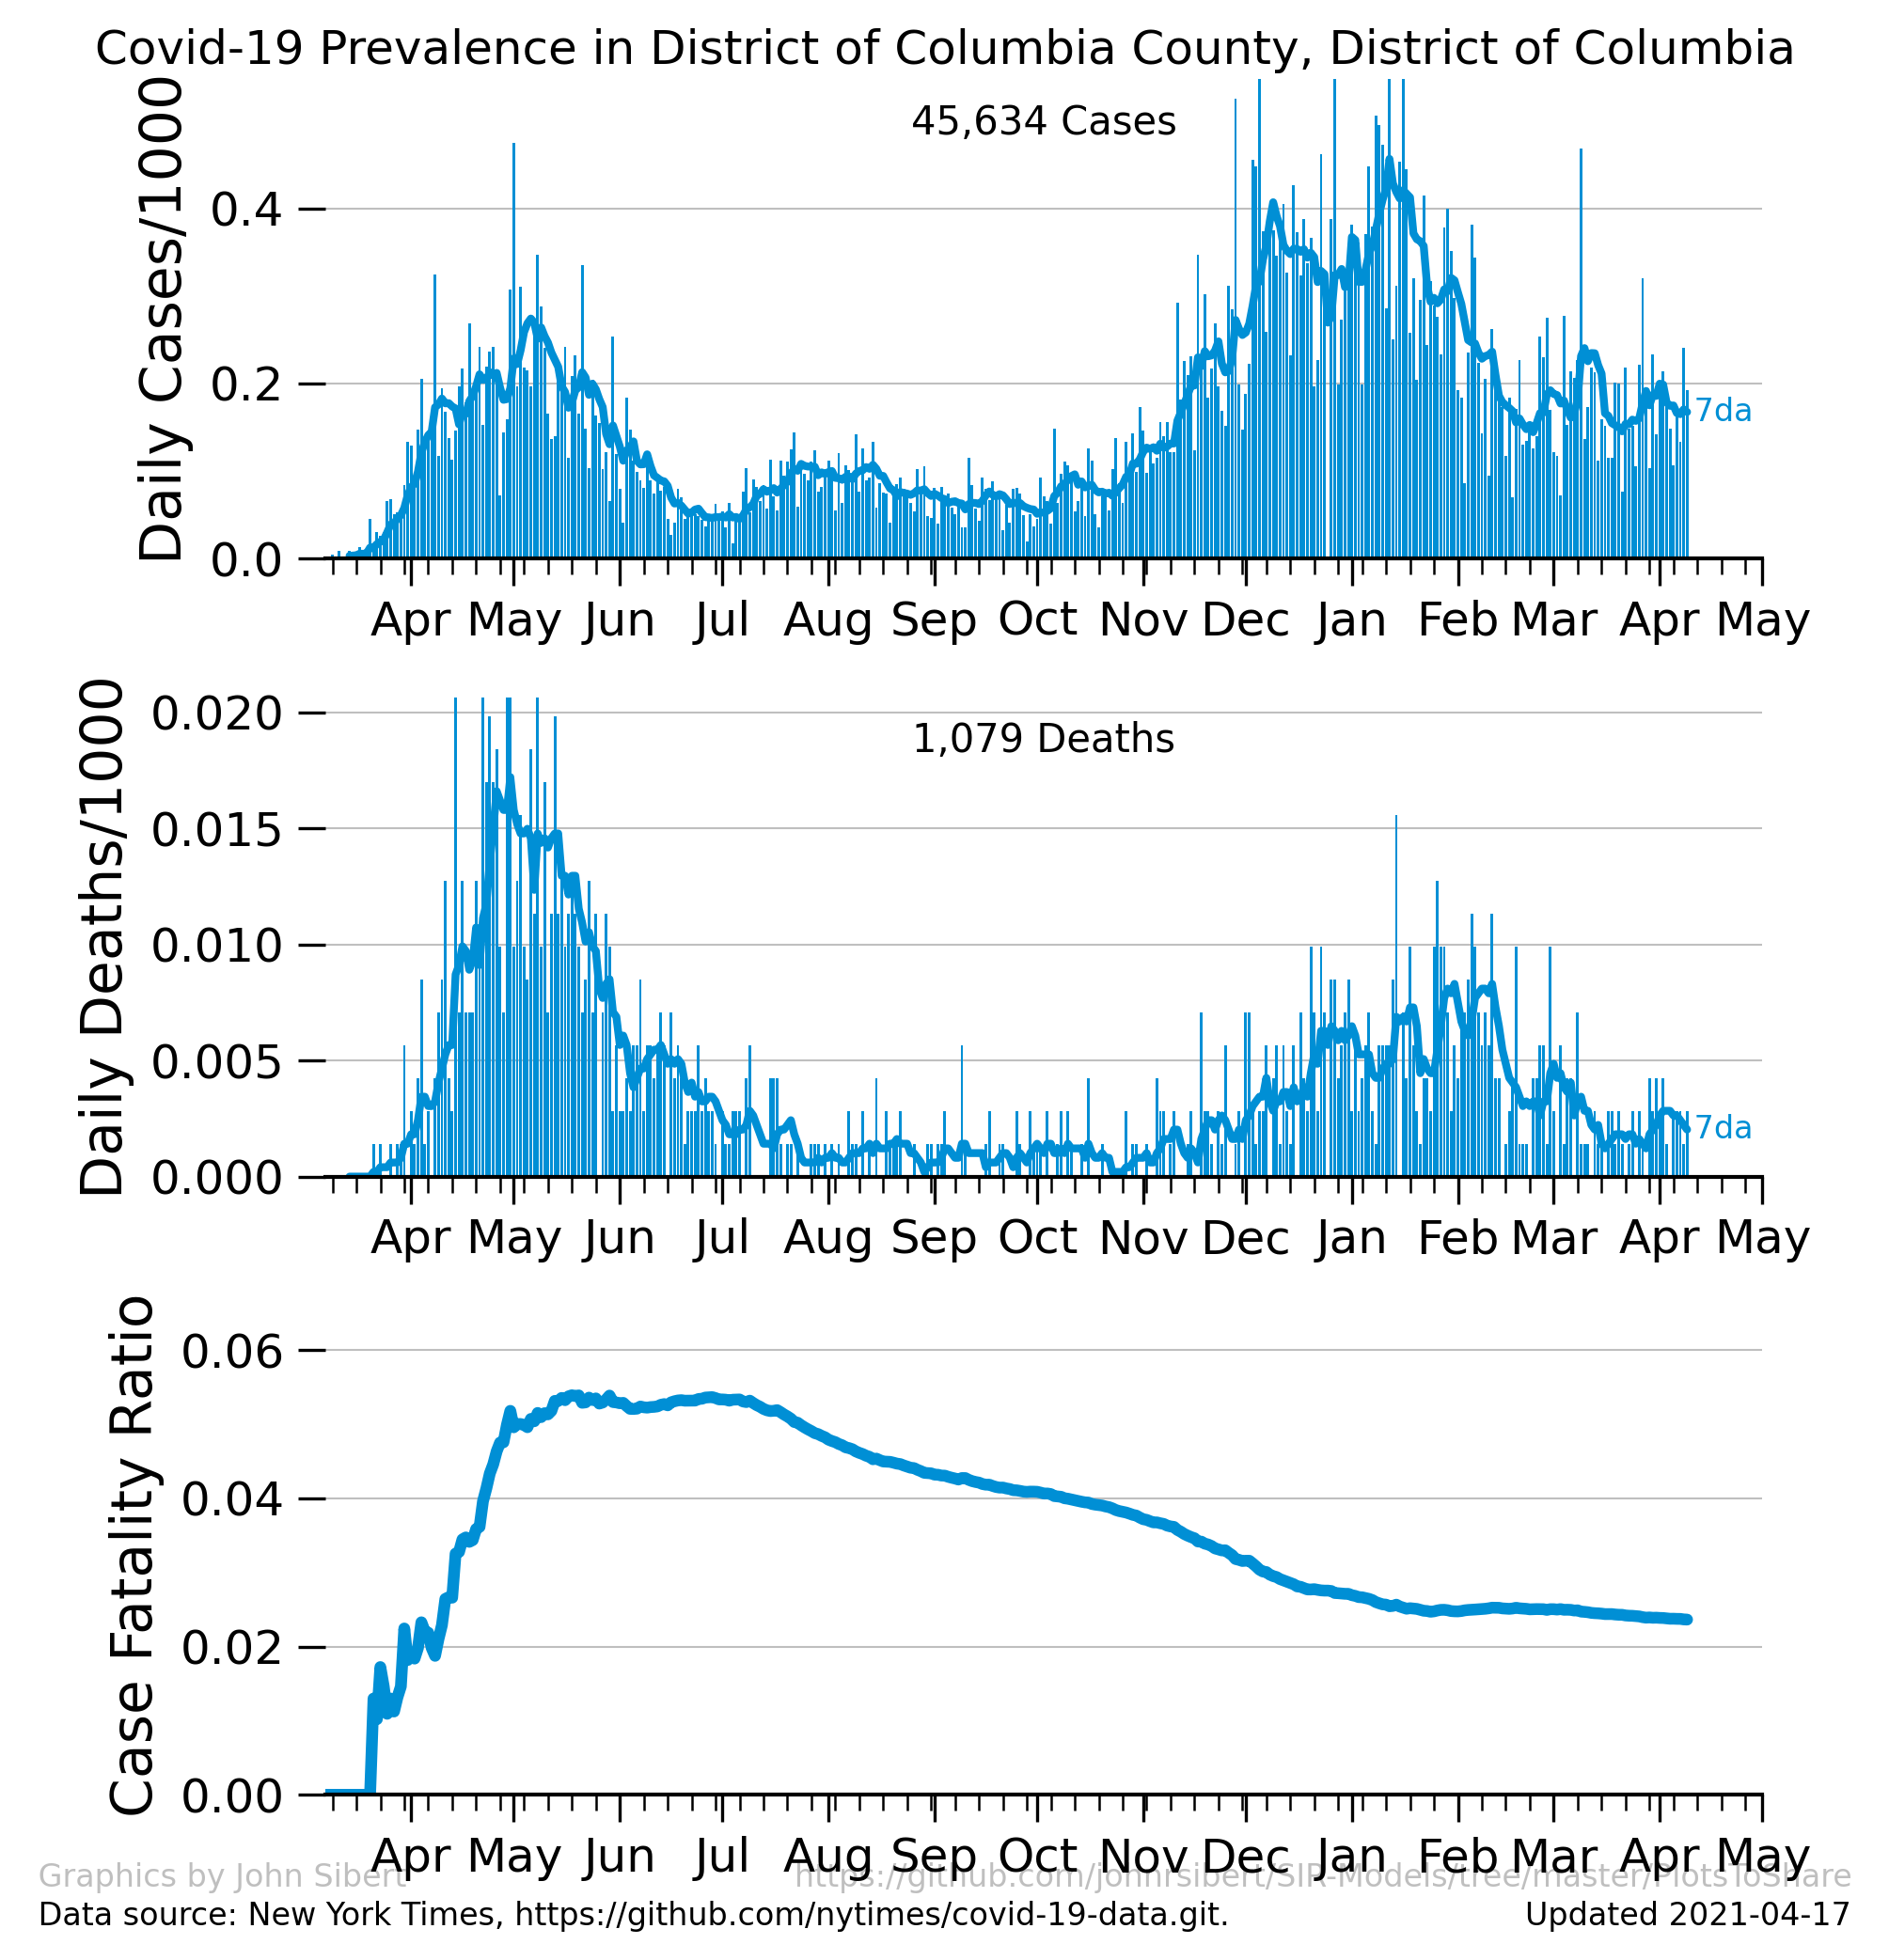 Covid-19 Prevalence in District of Columbia County, District of Columbia
Daily Cases/1000
45,634 Cases
0.4
0.2
0.0
7da
Apr May Jun Jul Aug Sep Oct Nov Dec Jan Feb Mar Apr May
Daily Deaths/1000
1,079 Deaths
0.020
0.015
0.010
0.005
0.000
7da
Apr May Jun Jul Aug Sep Oct Nov Dec Jan Feb Mar Apr May
Case Fatality Ratio
0.06
0.04
0.02
0.00
Apr May Jun Jul Aug Sep Oct Nov Dec Jan Feb Mar Apr May
Graphics by John Sibert https://github.com/johnrsibert/SIR-Models/tree/master/PlotsToShare
Data source: New York Times, https://github.com/nytimes/covid-19-data.git. Updated 2021-04-17